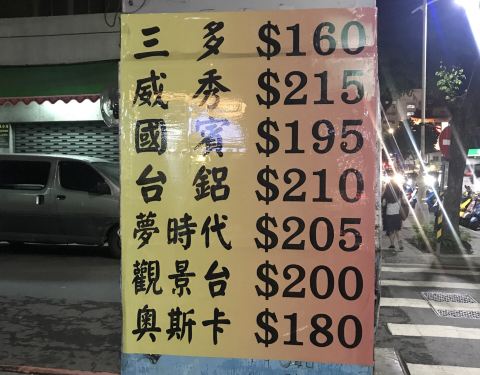 三多 $160
威秀 $215
國賓 $195
台鋁 $210
夢時代 $205
觀景台 $200
奧斯卡 $180